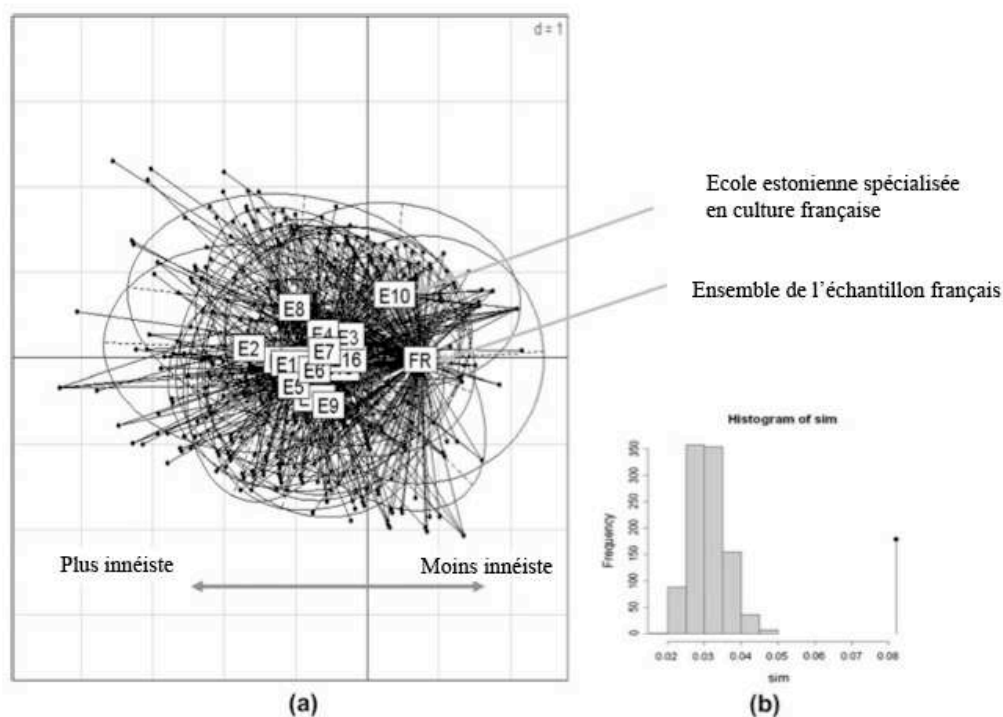 d = 1
Ecole estonienne spécialisée
en culture française
Ensemble de l'échantillon français
E10
E8
E4
E3
E2
E7
16
FR
E1
E6
E5
E9
Histogram of sim
Frequency
350
300
250
200
150
100
50
0
0.02 0.03 0.04 0.05 0.06 0.07 0.08
sim
Plus innéiste
Moins innéiste
(a)
(b)